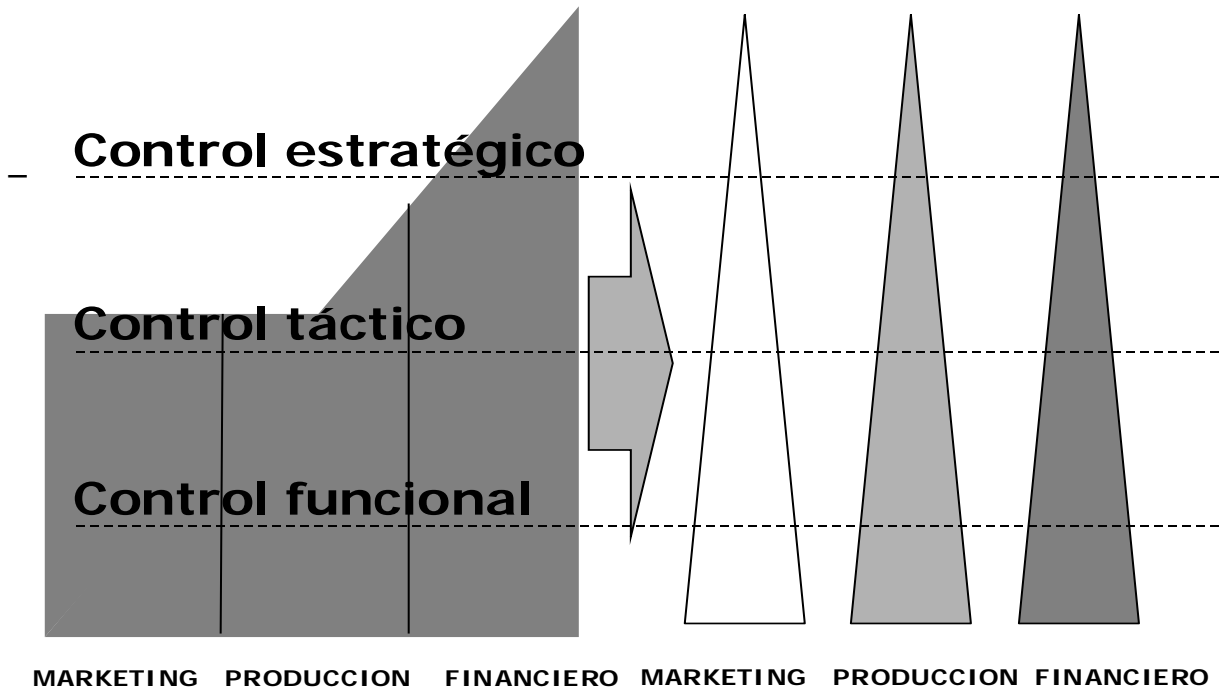 Control estratégico
–
Control táctico
Control funcional
MARKETING PRODUCCION FINANCIERO MARKETING PRODUCCION FINANCIERO